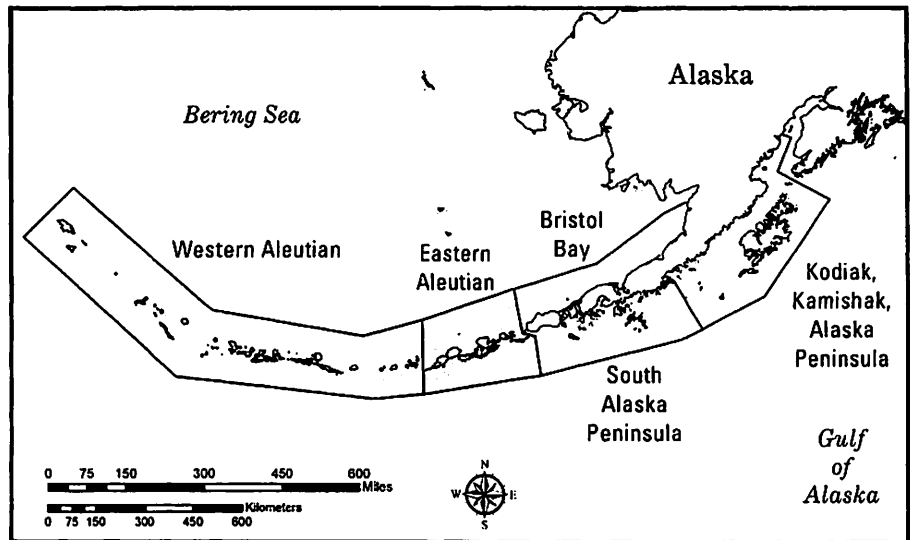 Alaska
Bering Sea
Bristol
Bay
Western Aleutian
Eastern
Aleutian
Kodiak,
Kamishak,
Alaska
Peninsula
South
Alaska
Peninsula
Gulf
of
Alaska
0 75 150 300 450 600
Miles
Kilometers
0 75 150 300 450 600
N
W E
S